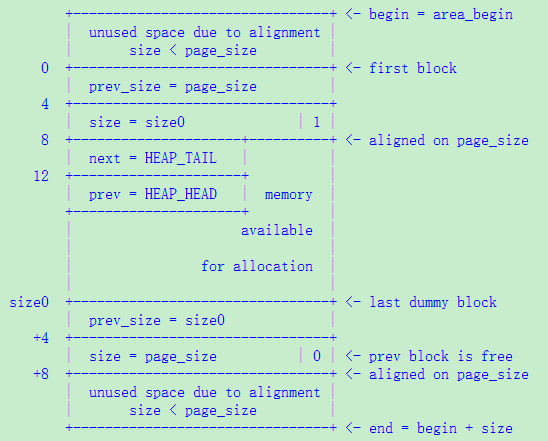 <- begin = area_begin
unused space due to alignment
size < page_size
0 <- first block
prev_size = page_size
4
size = size0 | 1
8 <- aligned on page_size
next = HEAP_TAIL
12
prev = HEAP_HEAD | memory
available
for allocation
size0 <- last dummy block
prev_size = size0
+4
size = page_size | 0 | <- prev block is free
+8 <- aligned on page_size
unused space due to alignment
size < page_size
<- end = begin + size